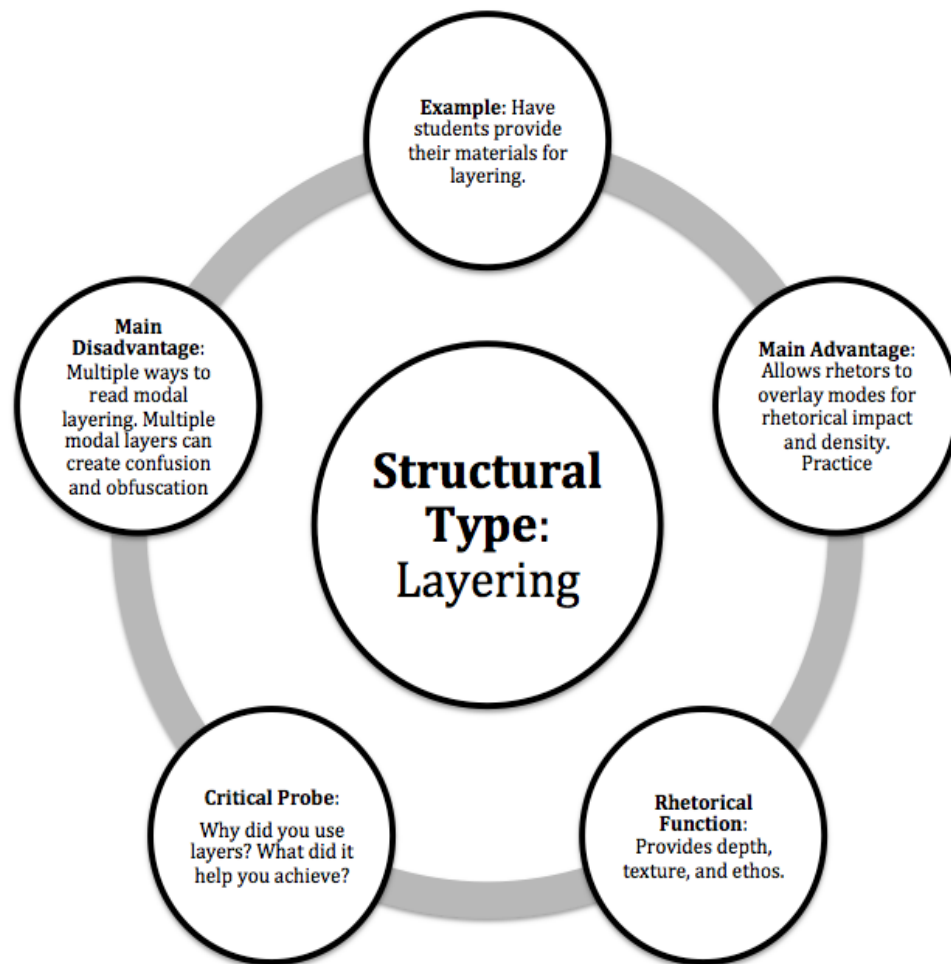 Example: Have
students provide
their materials for
layering.
Main Advantage:
Allows rhetors to
overlay modes for
rhetorical impact
and density.
Practice
Rhetorical
Function:
Provides depth,
texture, and ethos.
Critical Probe:
Why did you use
layers? What did it
help you achieve?
Main
Disadvantage:
Multiple ways to
read modal
layering. Multiple
modal layers can
create confusion
and obfuscation
Structural
Type:
Layering